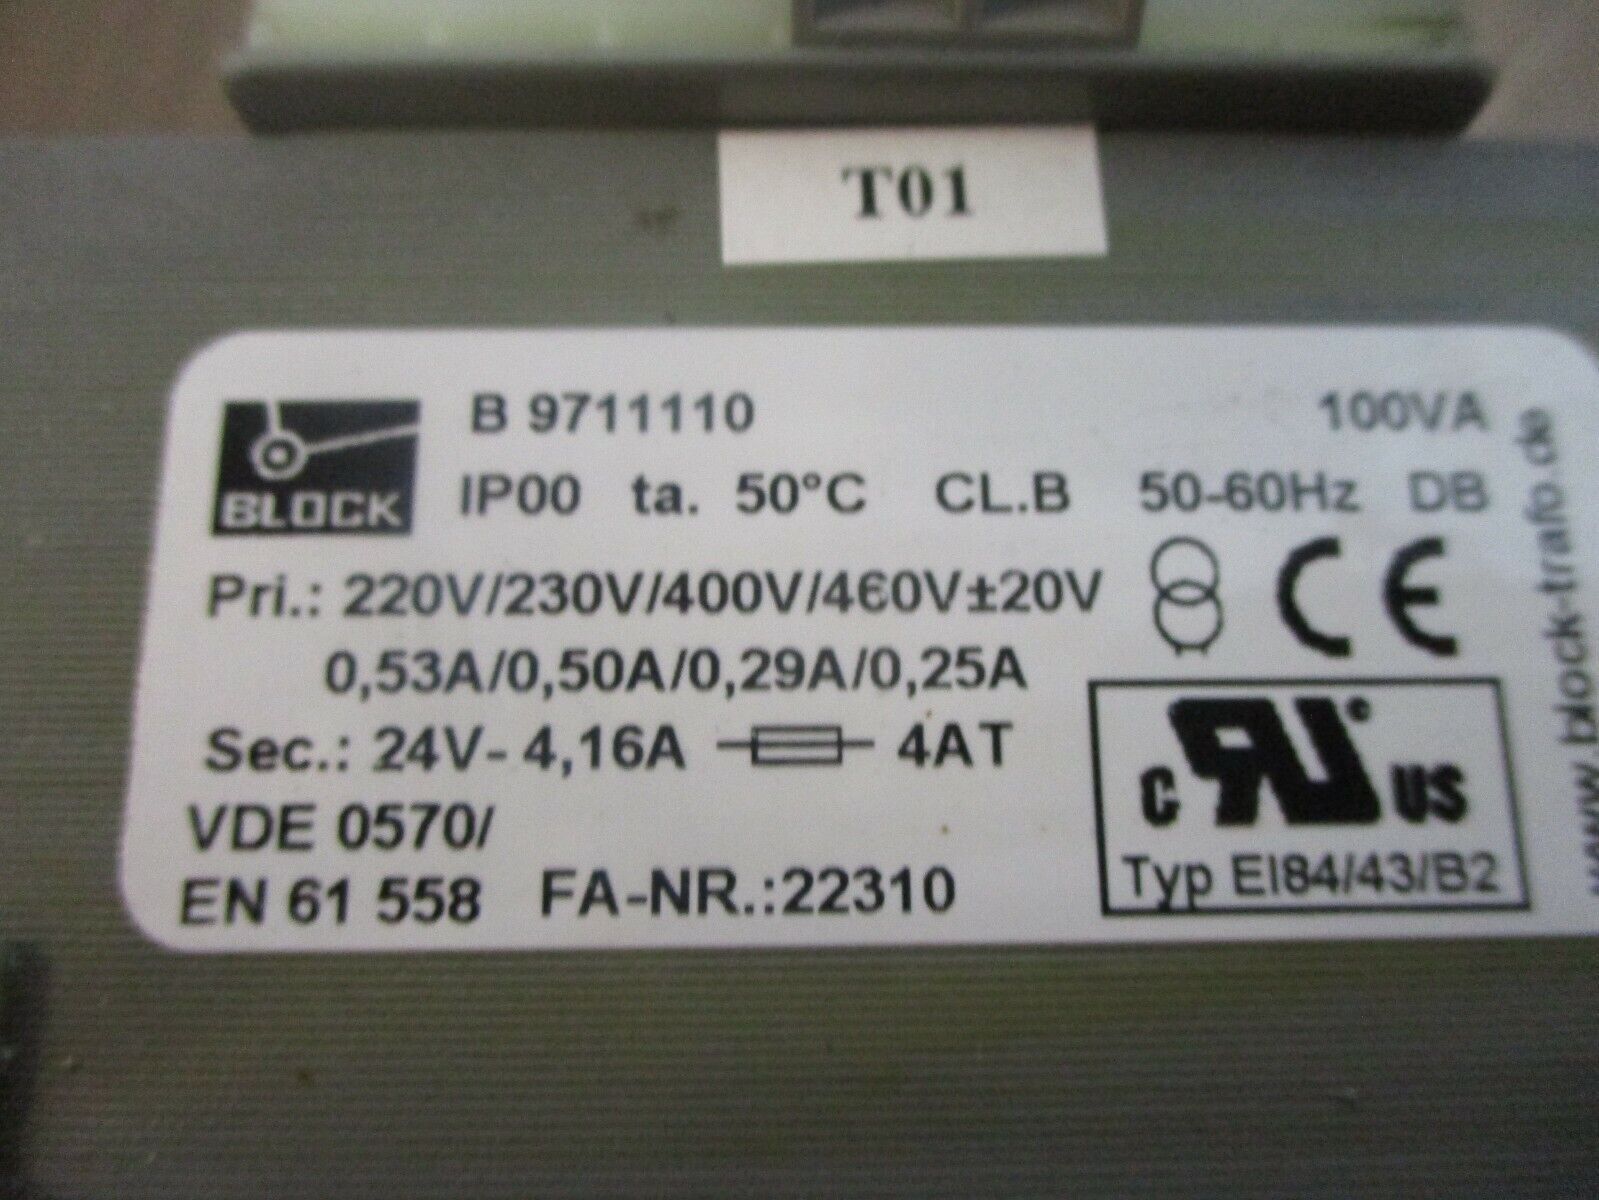 T01
BLOCK
B 9711110 100VA
IP00 ta. 50°C CL.B 50-60Hz DB
Pri.: 220V/230V/400V/460V±20V
0,53A/0,50A/0,29A/0,25A
Sec.: 24V- 4,16A 4AT
VDE 0570/
EN 61 558 FA-NR.:22310
CE
c RU US
Typ EI84/43/B2
www.block-trafo.de